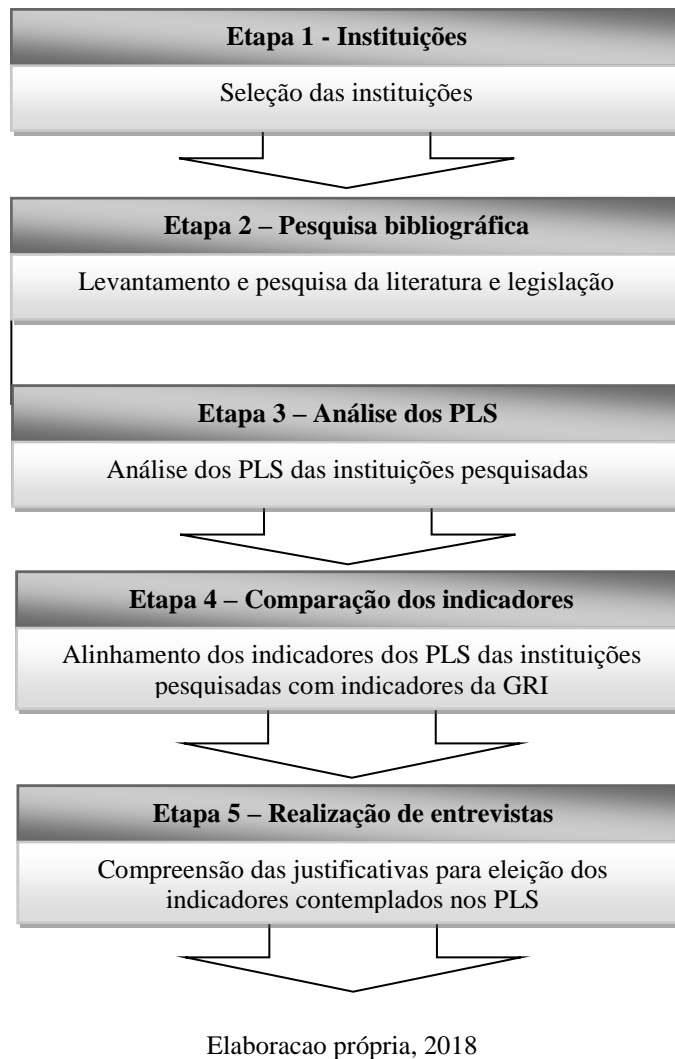 Etapa 1 - Instituições
Seleção das instituições
Etapa 2 – Pesquisa bibliográfica
Levantamento e pesquisa da literatura e legislação
Etapa 3 – Análise dos PLS
Análise dos PLS das instituições pesquisadas
Etapa 4 – Comparação dos indicadores
Alinhamento dos indicadores dos PLS das instituições
pesquisadas com indicadores da GRI
Etapa 5 – Realização de entrevistas
Compreensão das justificativas para eleição dos
indicadores contemplados nos PLS
Elaboracao própria, 2018